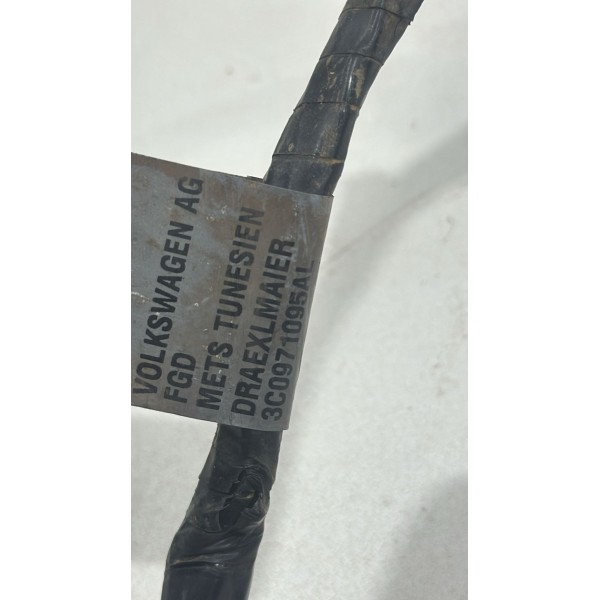 VOLKSWAGEN AG
FGD
METS TUNESIEN
DRAEXLMAIER
3C0971095AL